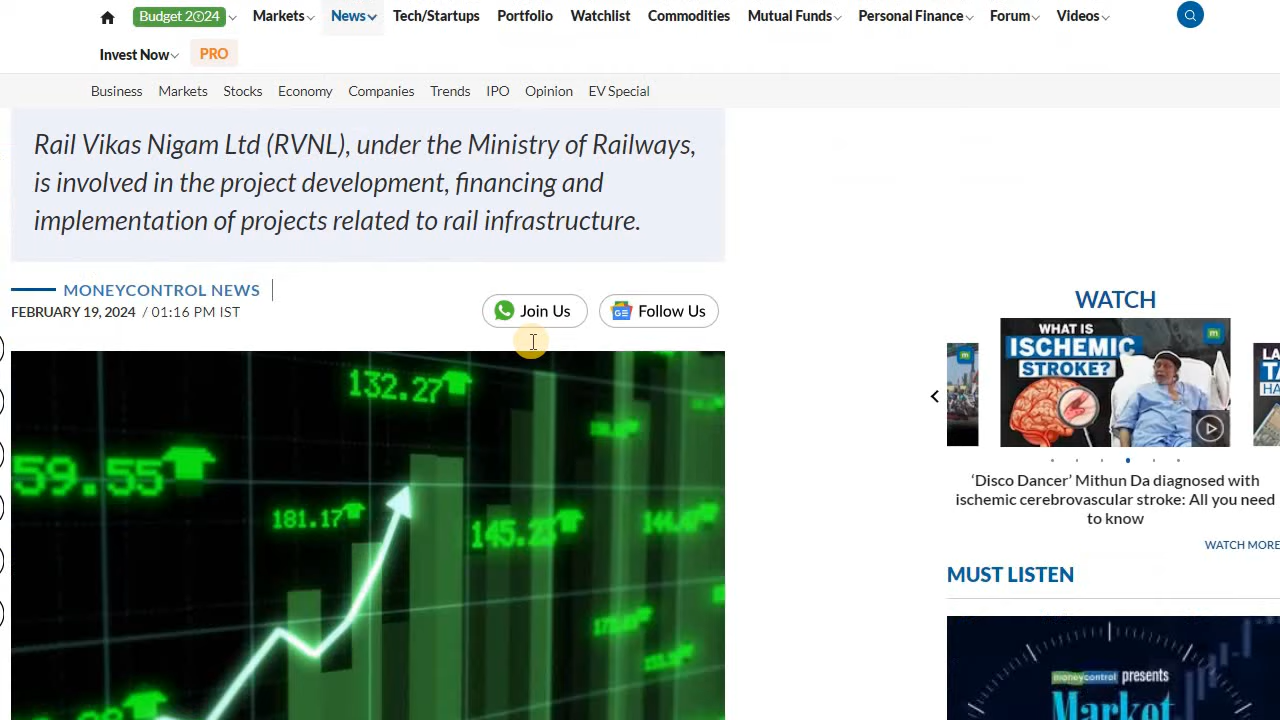 Budget 2024
Markets
News
Tech/Startups
Portfolio
Watchlist
Commodities
Mutual Funds
Personal Finance
Forum
Videos
Invest Now
PRO
Business
Markets
Stocks
Economy
Companies
Trends
IPO
Opinion
EV Special
Rail Vikas Nigam Ltd (RVNL), under the Ministry of Railways,
is involved in the project development, financing and
implementation of projects related to rail infrastructure.
MONEYCONTROL NEWS
FEBRUARY 19, 2024 / 01:16 PM IST
Join Us
GE Follow Us
132.27
59.55
181.17
145.23
WATCH
WHAT IS
ISCHEMIC
STROKE?
‘Disco Dancer’ Mithun Da diagnosed with
ischemic cerebrovascular stroke: All you need
to know
WATCH MORE
MUST LISTEN
moneycontrol presents
Market